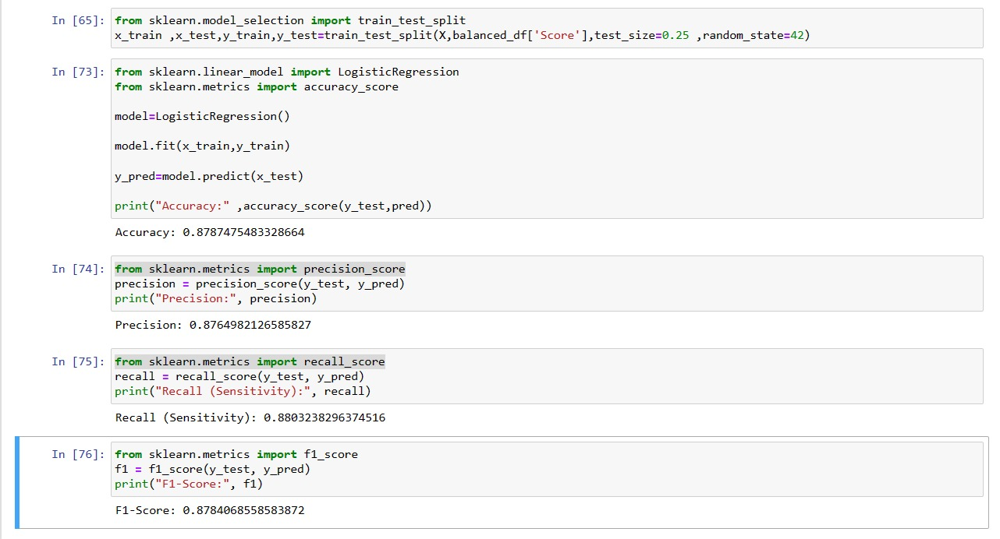 In [65]: from sklearn.model_selection import train_test_split
x_train ,x_test,y_train,y_test=train_test_split(X,balanced_df['Score'],test_size=0.25 ,random_state=42)
In [73]: from sklearn.linear_model import LogisticRegression
from sklearn.metrics import accuracy_score
model=LogisticRegression()
model.fit(x_train,y_train)
y_pred=model.predict(x_test)
print("Accuracy:" ,accuracy_score(y_test,pred))
Accuracy: 0.8787475483328664
In [74]: from sklearn.metrics import precision_score
precision = precision_score(y_test, y_pred)
print("Precision:", precision)
Precision: 0.8764982126585827
In [75]: from sklearn.metrics import recall_score
recall = recall_score(y_test, y_pred)
print("Recall (Sensitivity):", recall)
Recall (Sensitivity): 0.8803238296374516
In [76]: from sklearn.metrics import f1_score
f1 = f1_score(y_test, y_pred)
print("F1-Score:", f1)
F1-Score: 0.8784068558583872